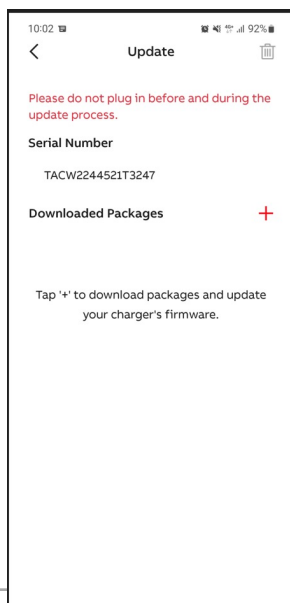 10:02 92%
Update
Please do not plug in before and during the
update process.
Serial Number
TACW2244521T3247
Downloaded Packages +
Tap '+' to download packages and update
your charger's firmware.